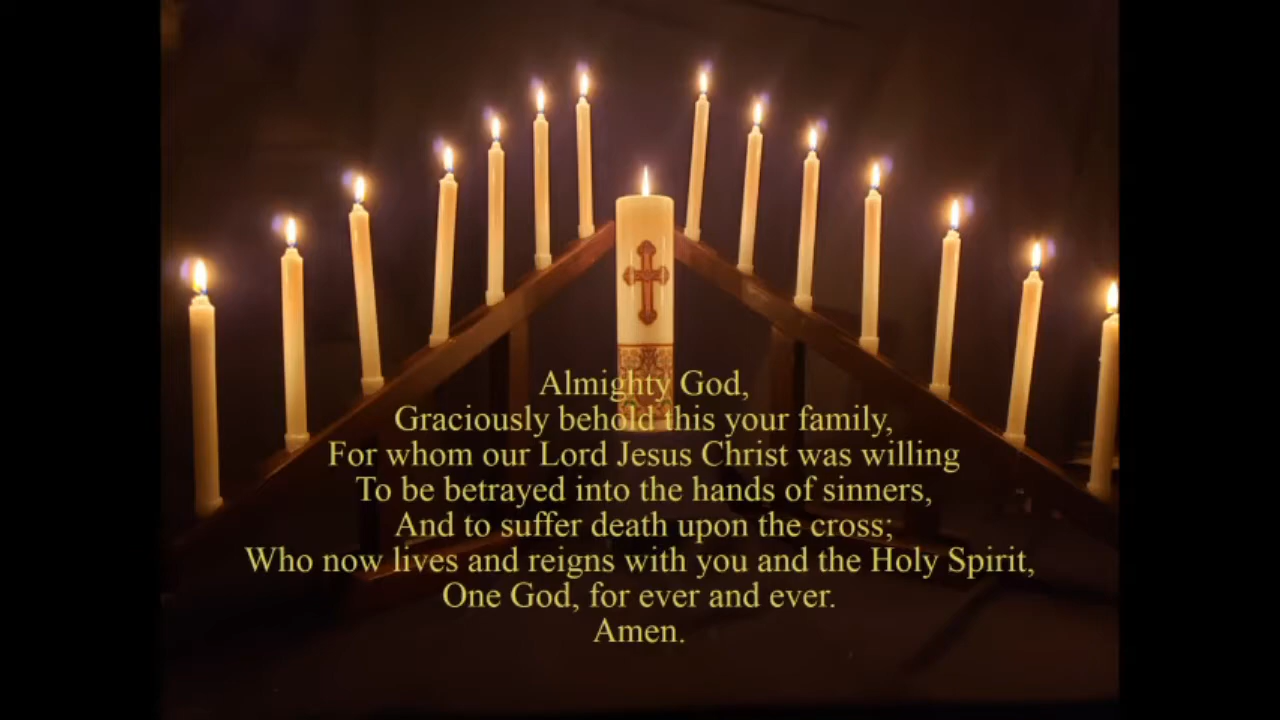 Almighty God,
Graciously behold this your family,
For whom our Lord Jesus Christ was willing
To be betrayed into the hands of sinners,
And to suffer death upon the cross;
Who now lives and reigns with you and the Holy Spirit,
One God, for ever and ever.
Amen.